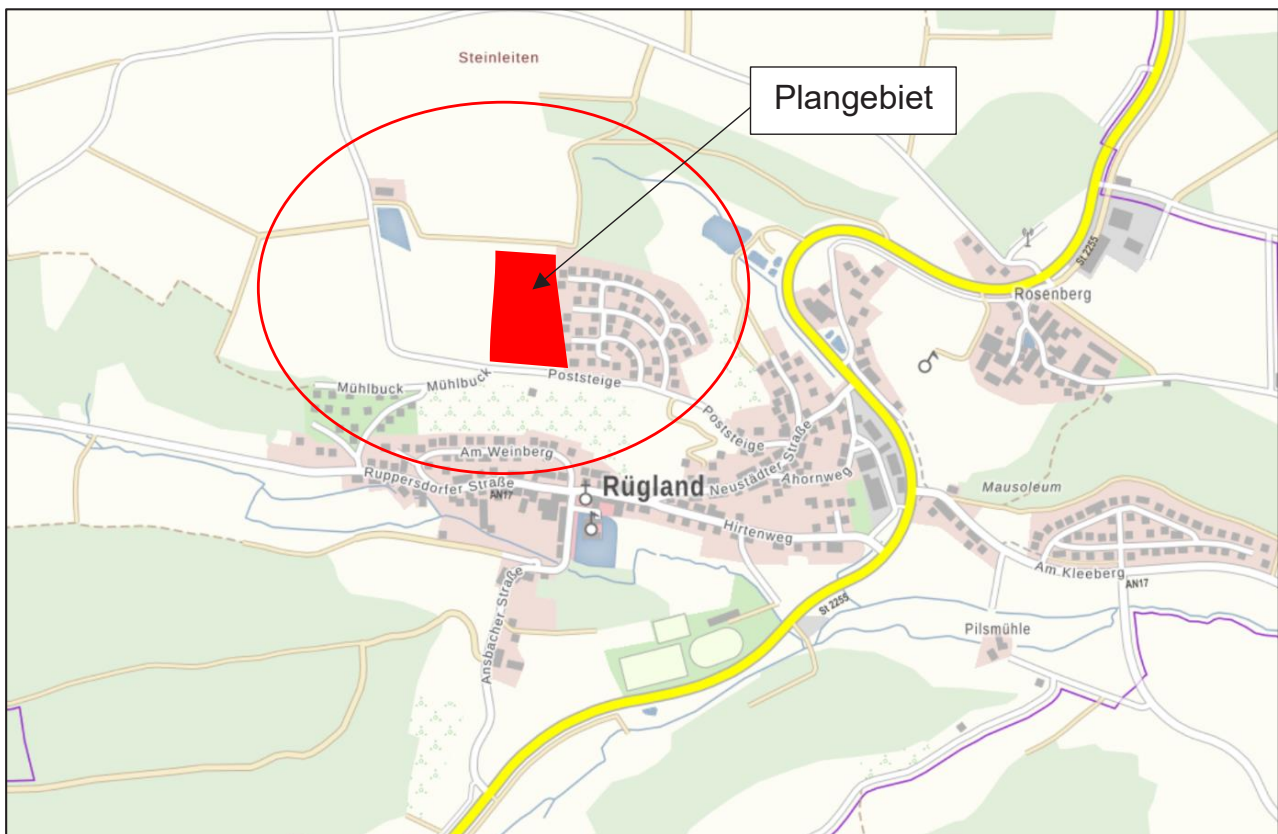 Steinleiten
Plangebiet
St 2255
Rosenberg
Mühlbuck
Mühlbuck
Poststeige
Poststeige
Am Weinberg
Ruppersdorfer Straße
AN17
Rügland
Neustädter Straße
Ahornweg
Mausoleum
Hirtenweg
Am Kleeberg
AN17
Ansbacher Straße
St 2255
Pilsmühle